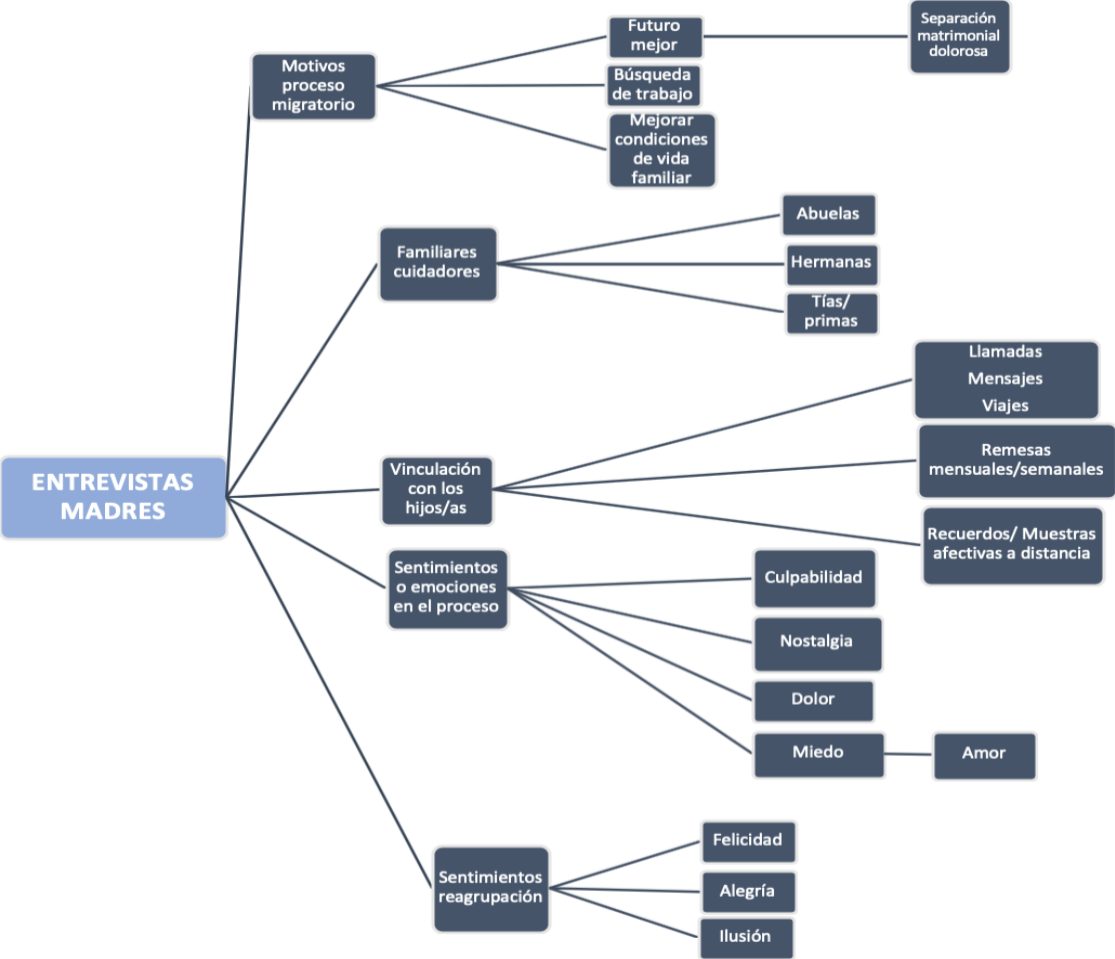 Futuro
mejor
Separación
matrimonial
dolorosa
Motivos
proceso
migratorio
Búsqueda
de trabajo
Mejorar
condiciones
de vida
familiar
Familiares
cuidadores
Abuelas
Hermanas
Tías/
primas
ENTREVISTAS
MADRES
Vinculación
con los
hijos/as
Llamadas
Mensajes
Viajes
Remesas
mensuales/semanales
Recuerdos/ Muestras
afectivas a distancia
Sentimientos
o emociones
en el proceso
Culpabilidad
Nostalgia
Dolor
Miedo
Amor
Sentimientos
reagrupación
Felicidad
Alegría
Ilusión